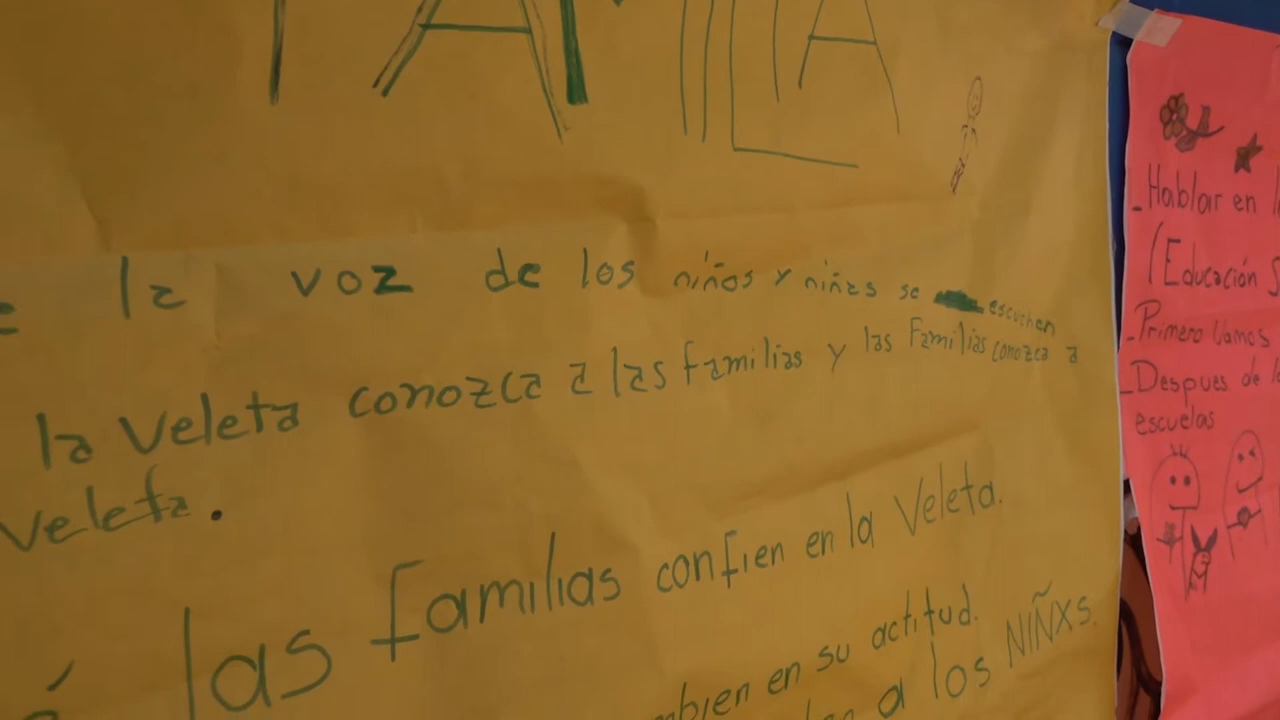 FAMILIA
la voz de los niños y niñas se escuchen
la veleta conozca a las familias y las Familias conozca a
veleta.
las familias confien en la Veleta.
en su actitud.
a los NIÑXS.
Hablar en
(Educación
-Primero Vamos
-Despues de
escuelas